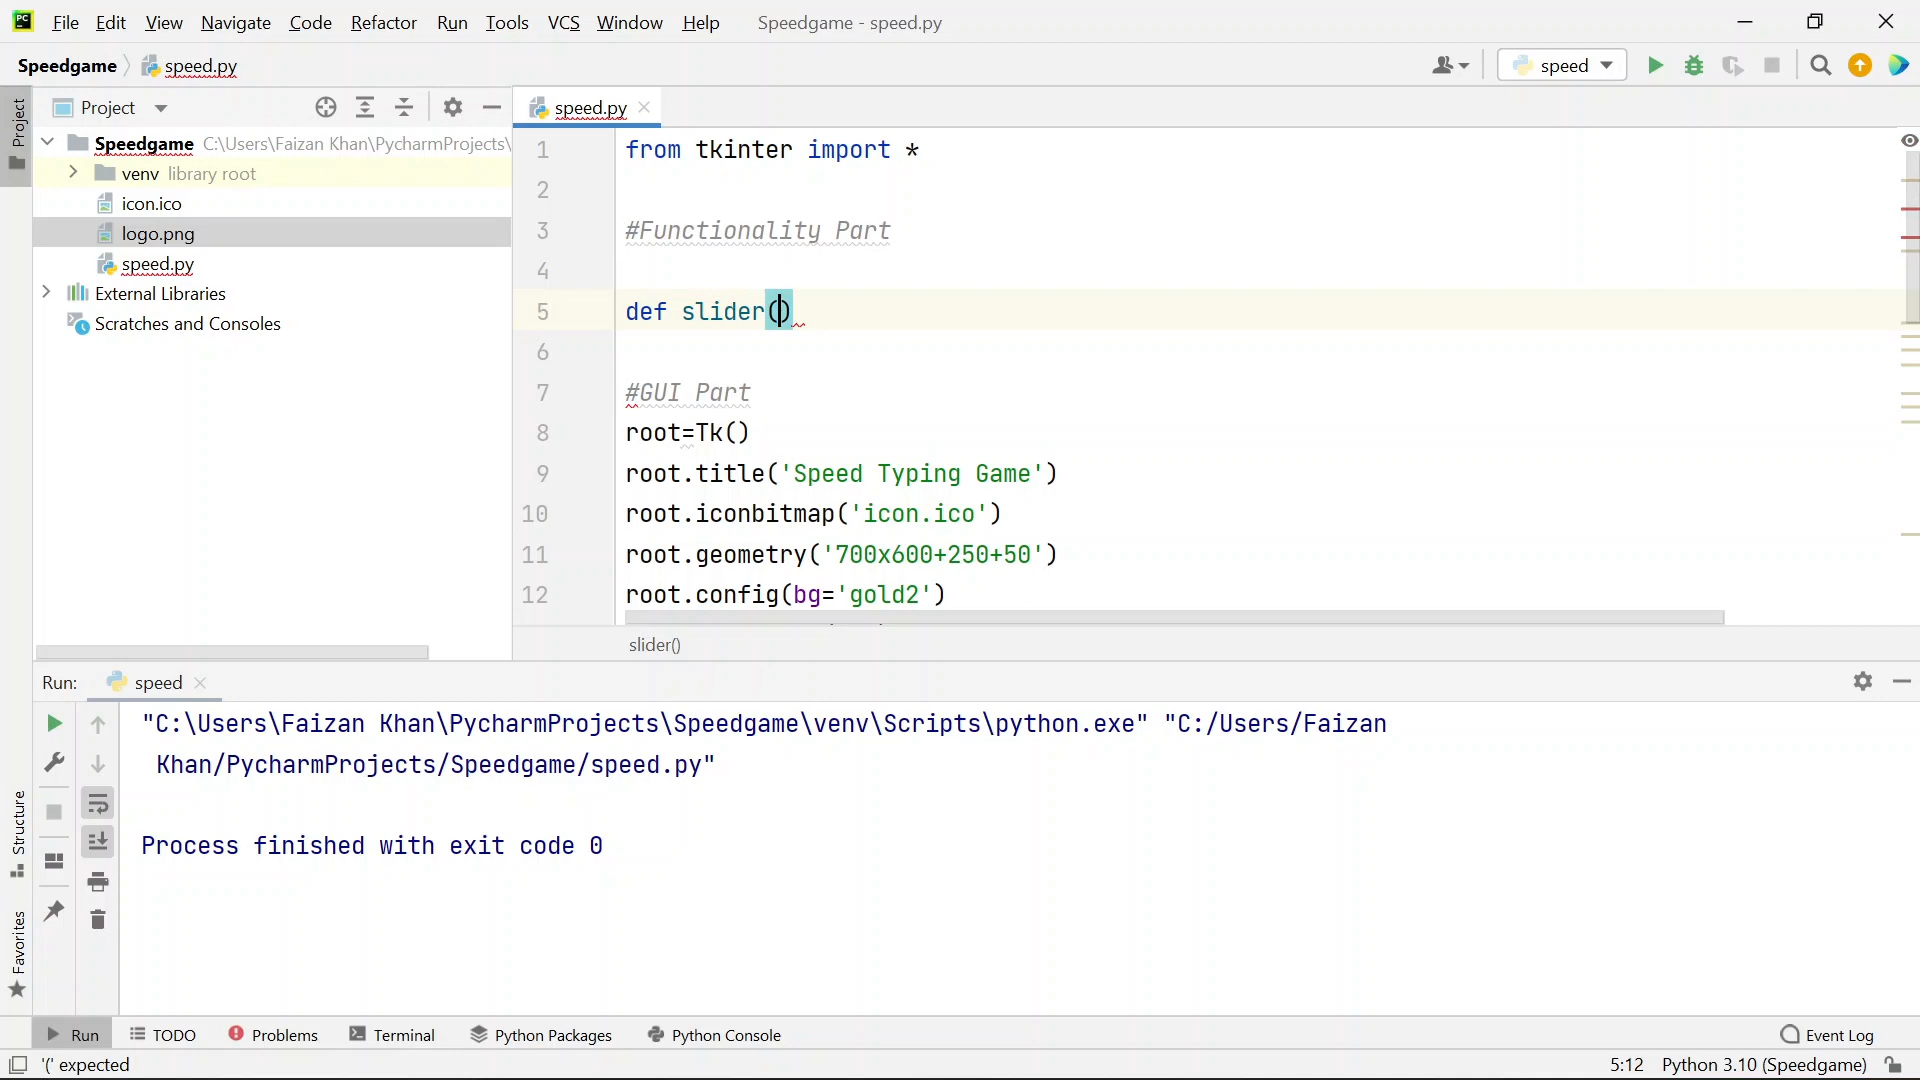 PC File Edit View Navigate Code Refactor Run Tools VCS Window Help Speedgame - speed.py
Speedgame speed.py speed
Project
Project speed.py
Speedgame C:\Users\Faizan Khan\PycharmProjects\
venv library root
icon.ico
logo.png
speed.py
External Libraries
Scratches and Consoles
1 from tkinter import *
2
3 #Functionality Part
4
5 def slider()
6
7 #GUI Part
8 root=Tk()
9 root.title('Speed Typing Game')
10 root.iconbitmap('icon.ico')
11 root.geometry('700x600+250+50')
12 root.config(bg='gold2')
slider()
Run: speed
"C:\Users\Faizan Khan\PycharmProjects\Speedgame\venv\Scripts\python.exe" "C:/Users/Faizan
Khan/PycharmProjects/Speedgame/speed.py"
Process finished with exit code 0
Structure
Favorites
Run TODO Problems Terminal Python Packages Python Console Event Log
'(' expected 5:12 Python 3.10 (Speedgame)